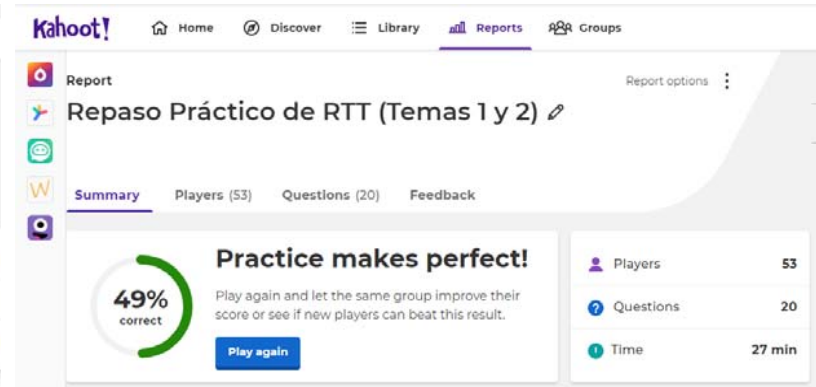 Kahoot! Home Discover Library Reports Groups
Report
Report options
Repaso Práctico de RTT (Temas 1 y 2)
Summary Players (53) Questions (20) Feedback
49%
correct
Practice makes perfect!
Play again and let the same group improve their
score or see if new players can beat this result.
Play again
Players 53
Questions 20
Time 27 min